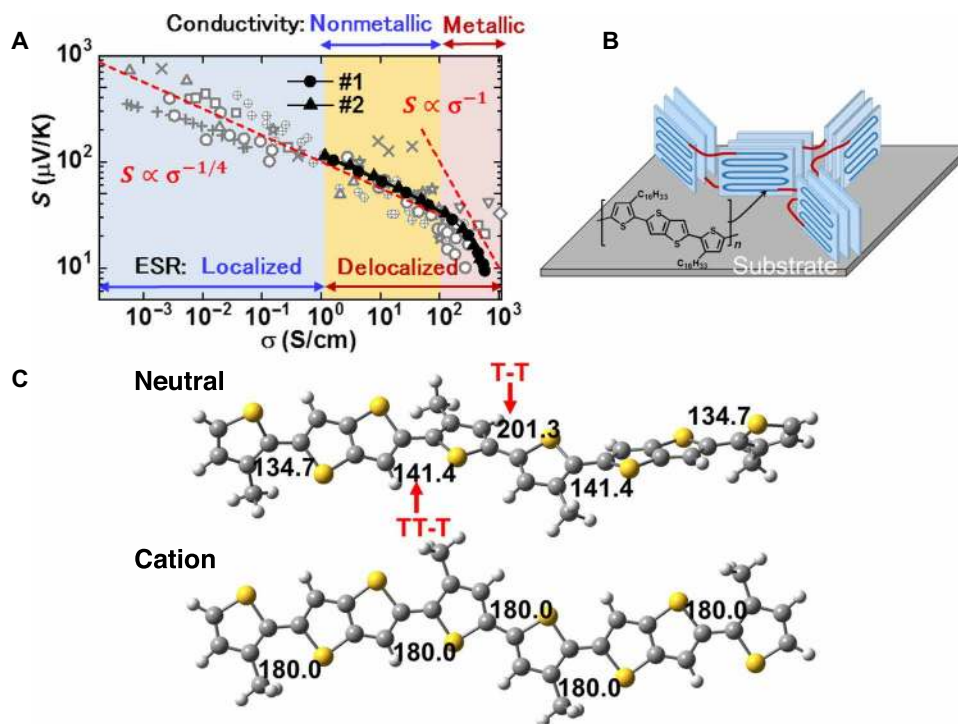 Conductivity: Nonmetallic Metallic
A
B
10³
10²
10¹
S (μV/K)
#1
#2
S ∝ σ⁻¹
S ∝ σ⁻¹/⁴
ESR: Localized Delocalized
10⁻³ 10⁻² 10⁻¹ 10⁰ 10¹ 10² 10³
σ (S/cm)
C₁₆H₃₃
S S S S
n
C₁₆H₃₃
Substrate
C
Neutral
T-T
134.7 141.4 201.3 141.4 134.7
TT-T
Cation
180.0 180.0 180.0 180.0 180.0